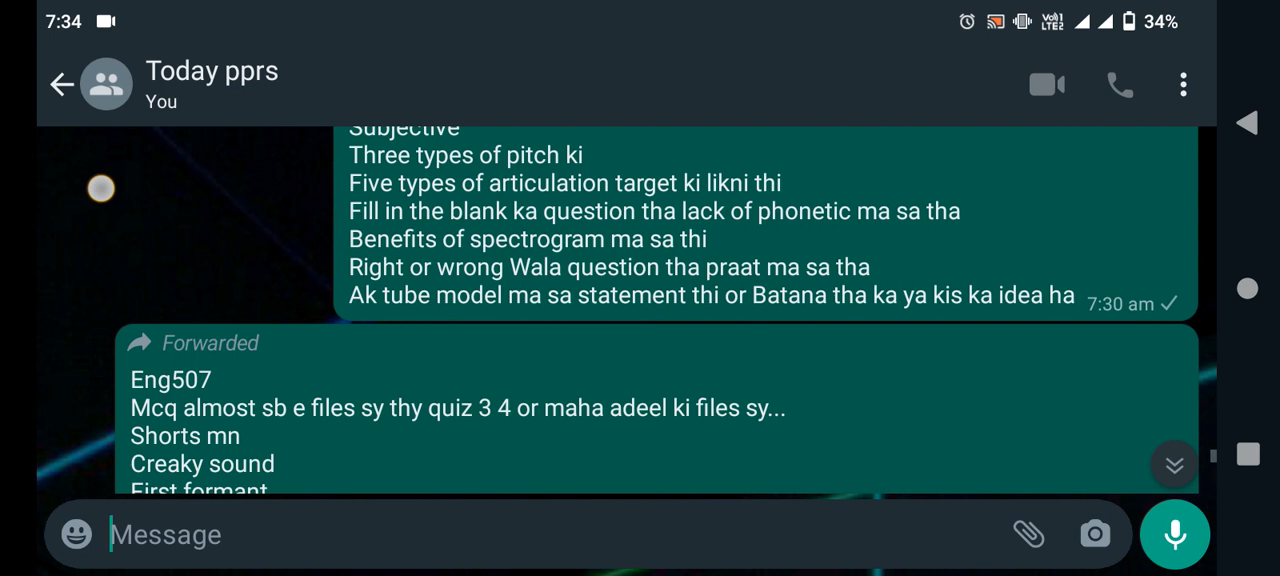 7:34
Vo)) 1
LTE2
34%
Today pprs
You
Subjective
Three types of pitch ki
Five types of articulation target ki likni thi
Fill in the blank ka question tha lack of phonetic ma sa tha
Benefits of spectrogram ma sa thi
Right or wrong Wala question tha praat ma sa tha
Ak tube model ma sa statement thi or Batana tha ka ya kis ka idea ha
7:30 am
Forwarded
Eng507
Mcq almost sb e files sy thy quiz 3 4 or maha adeel ki files sy...
Shorts mn
Creaky sound
First formant
Message